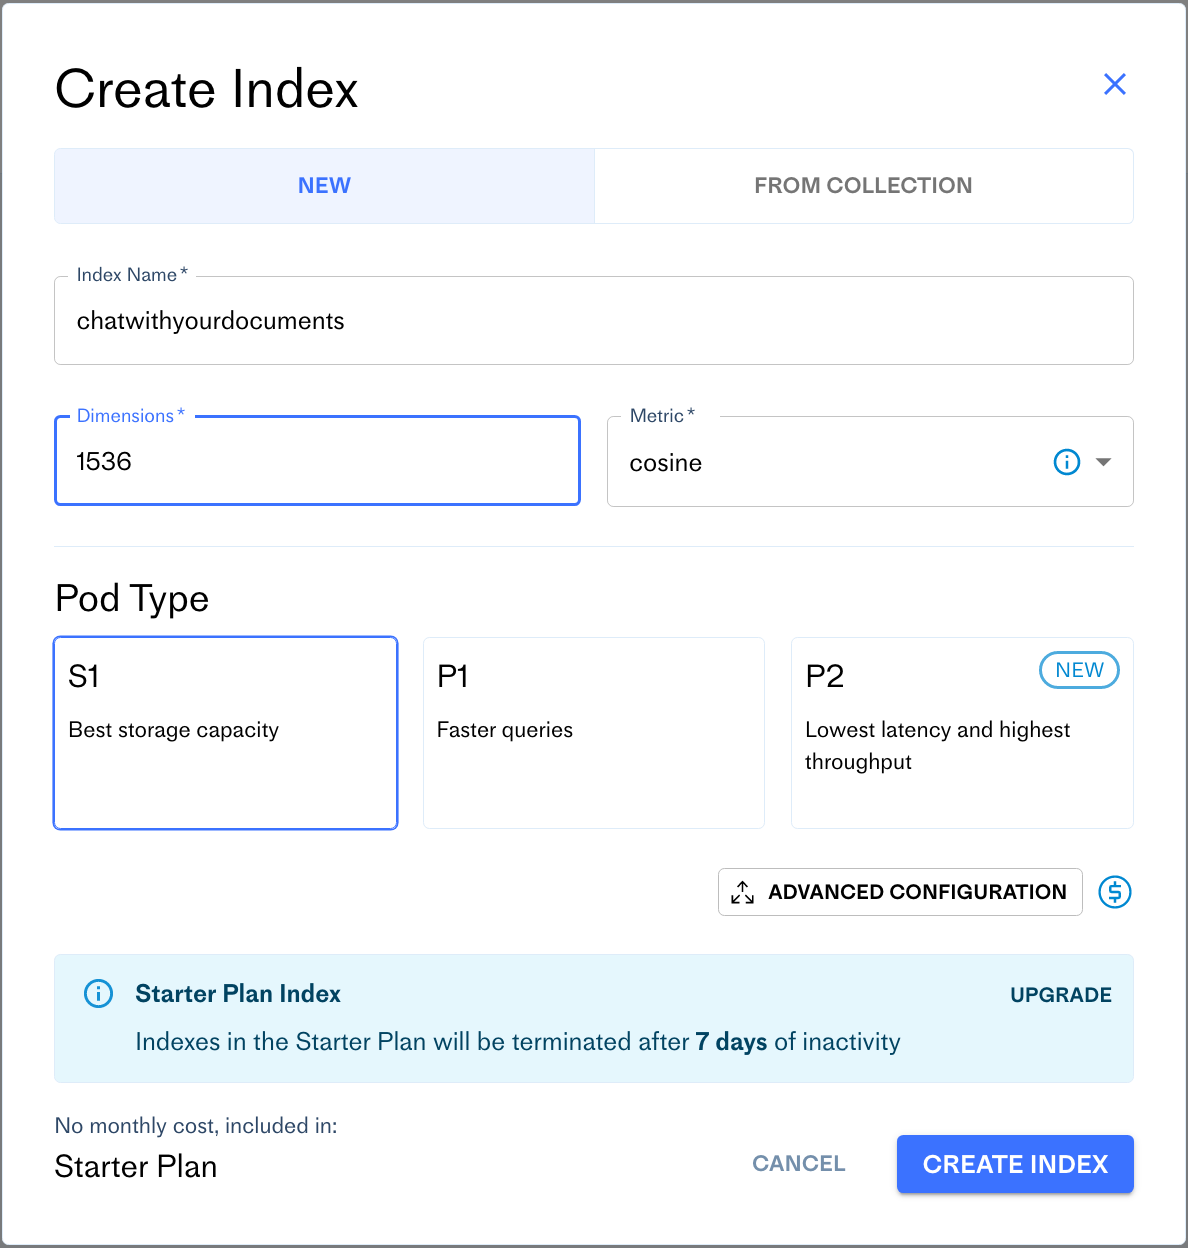 Create Index
NEW
FROM COLLECTION
Index Name*
chatwithyourdocuments
Dimensions*
1536
Metric*
cosine
Pod Type
S1
Best storage capacity
P1
Faster queries
P2
NEW
Lowest latency and highest
throughput
ADVANCED CONFIGURATION
Starter Plan Index
UPGRADE
Indexes in the Starter Plan will be terminated after 7 days of inactivity
No monthly cost, included in:
Starter Plan
CANCEL
CREATE INDEX